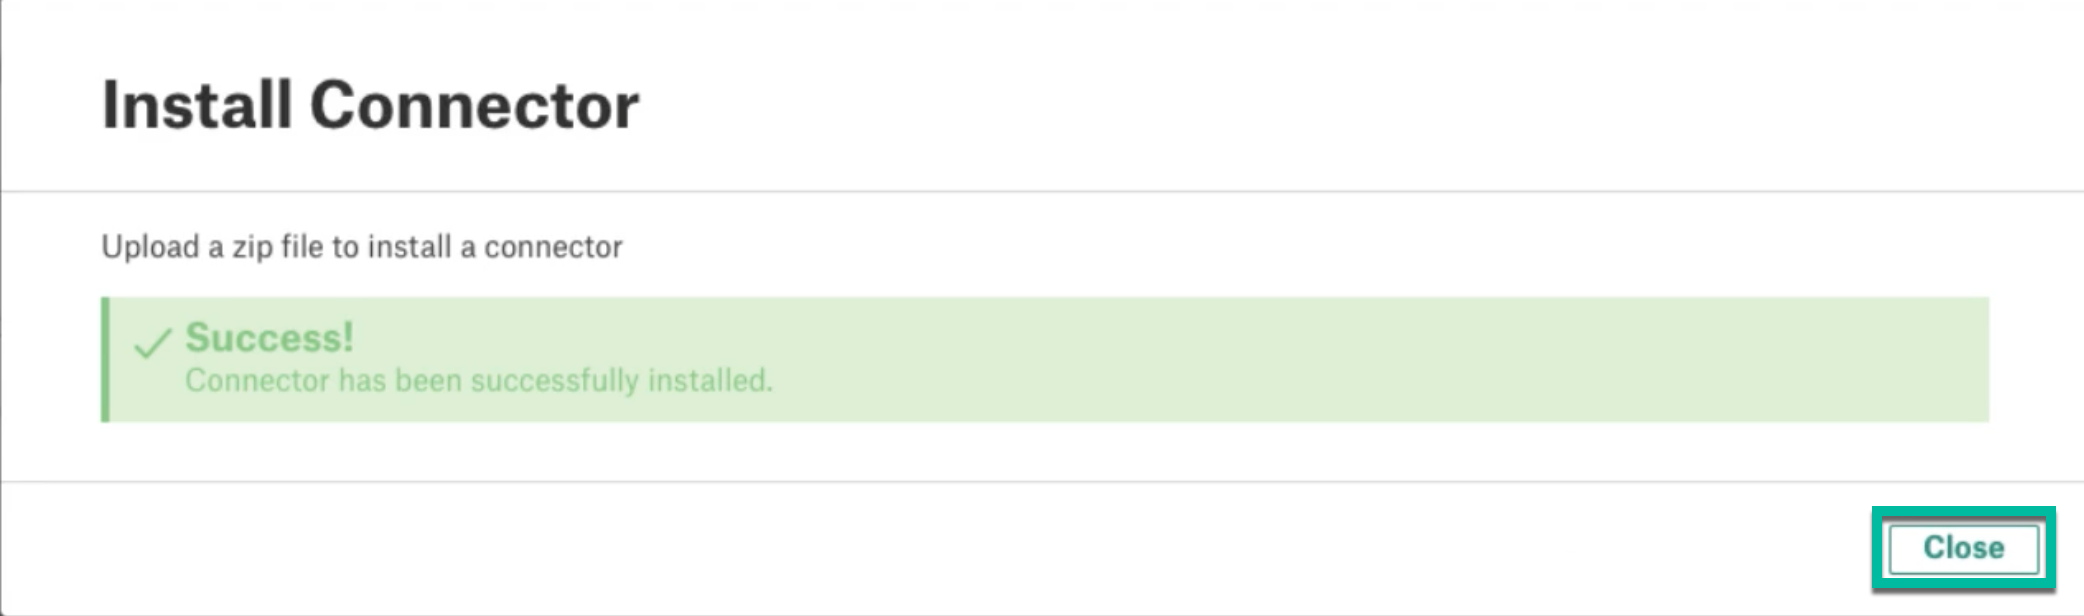 Install Connector
Upload a zip file to install a connector
Success!
Connector has been successfully installed.
Close